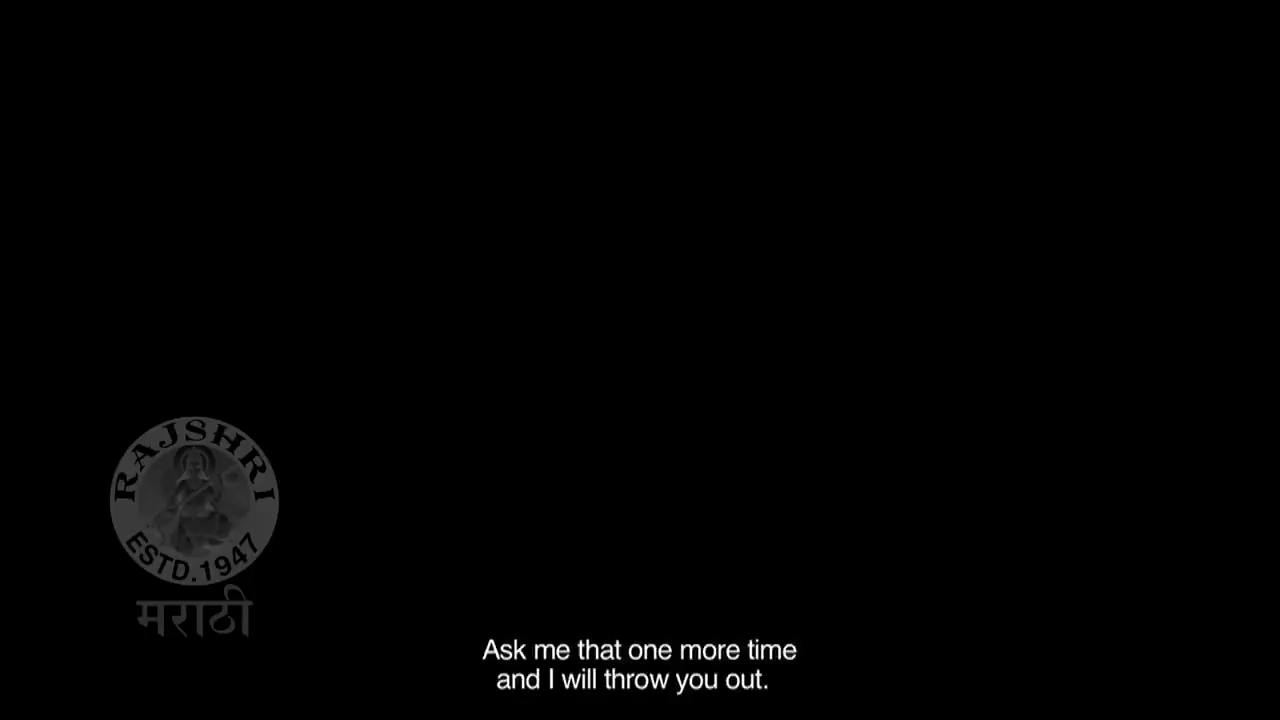 RAJSHRI
ESTD.1947
मराठी
Ask me that one more time
and I will throw you out.